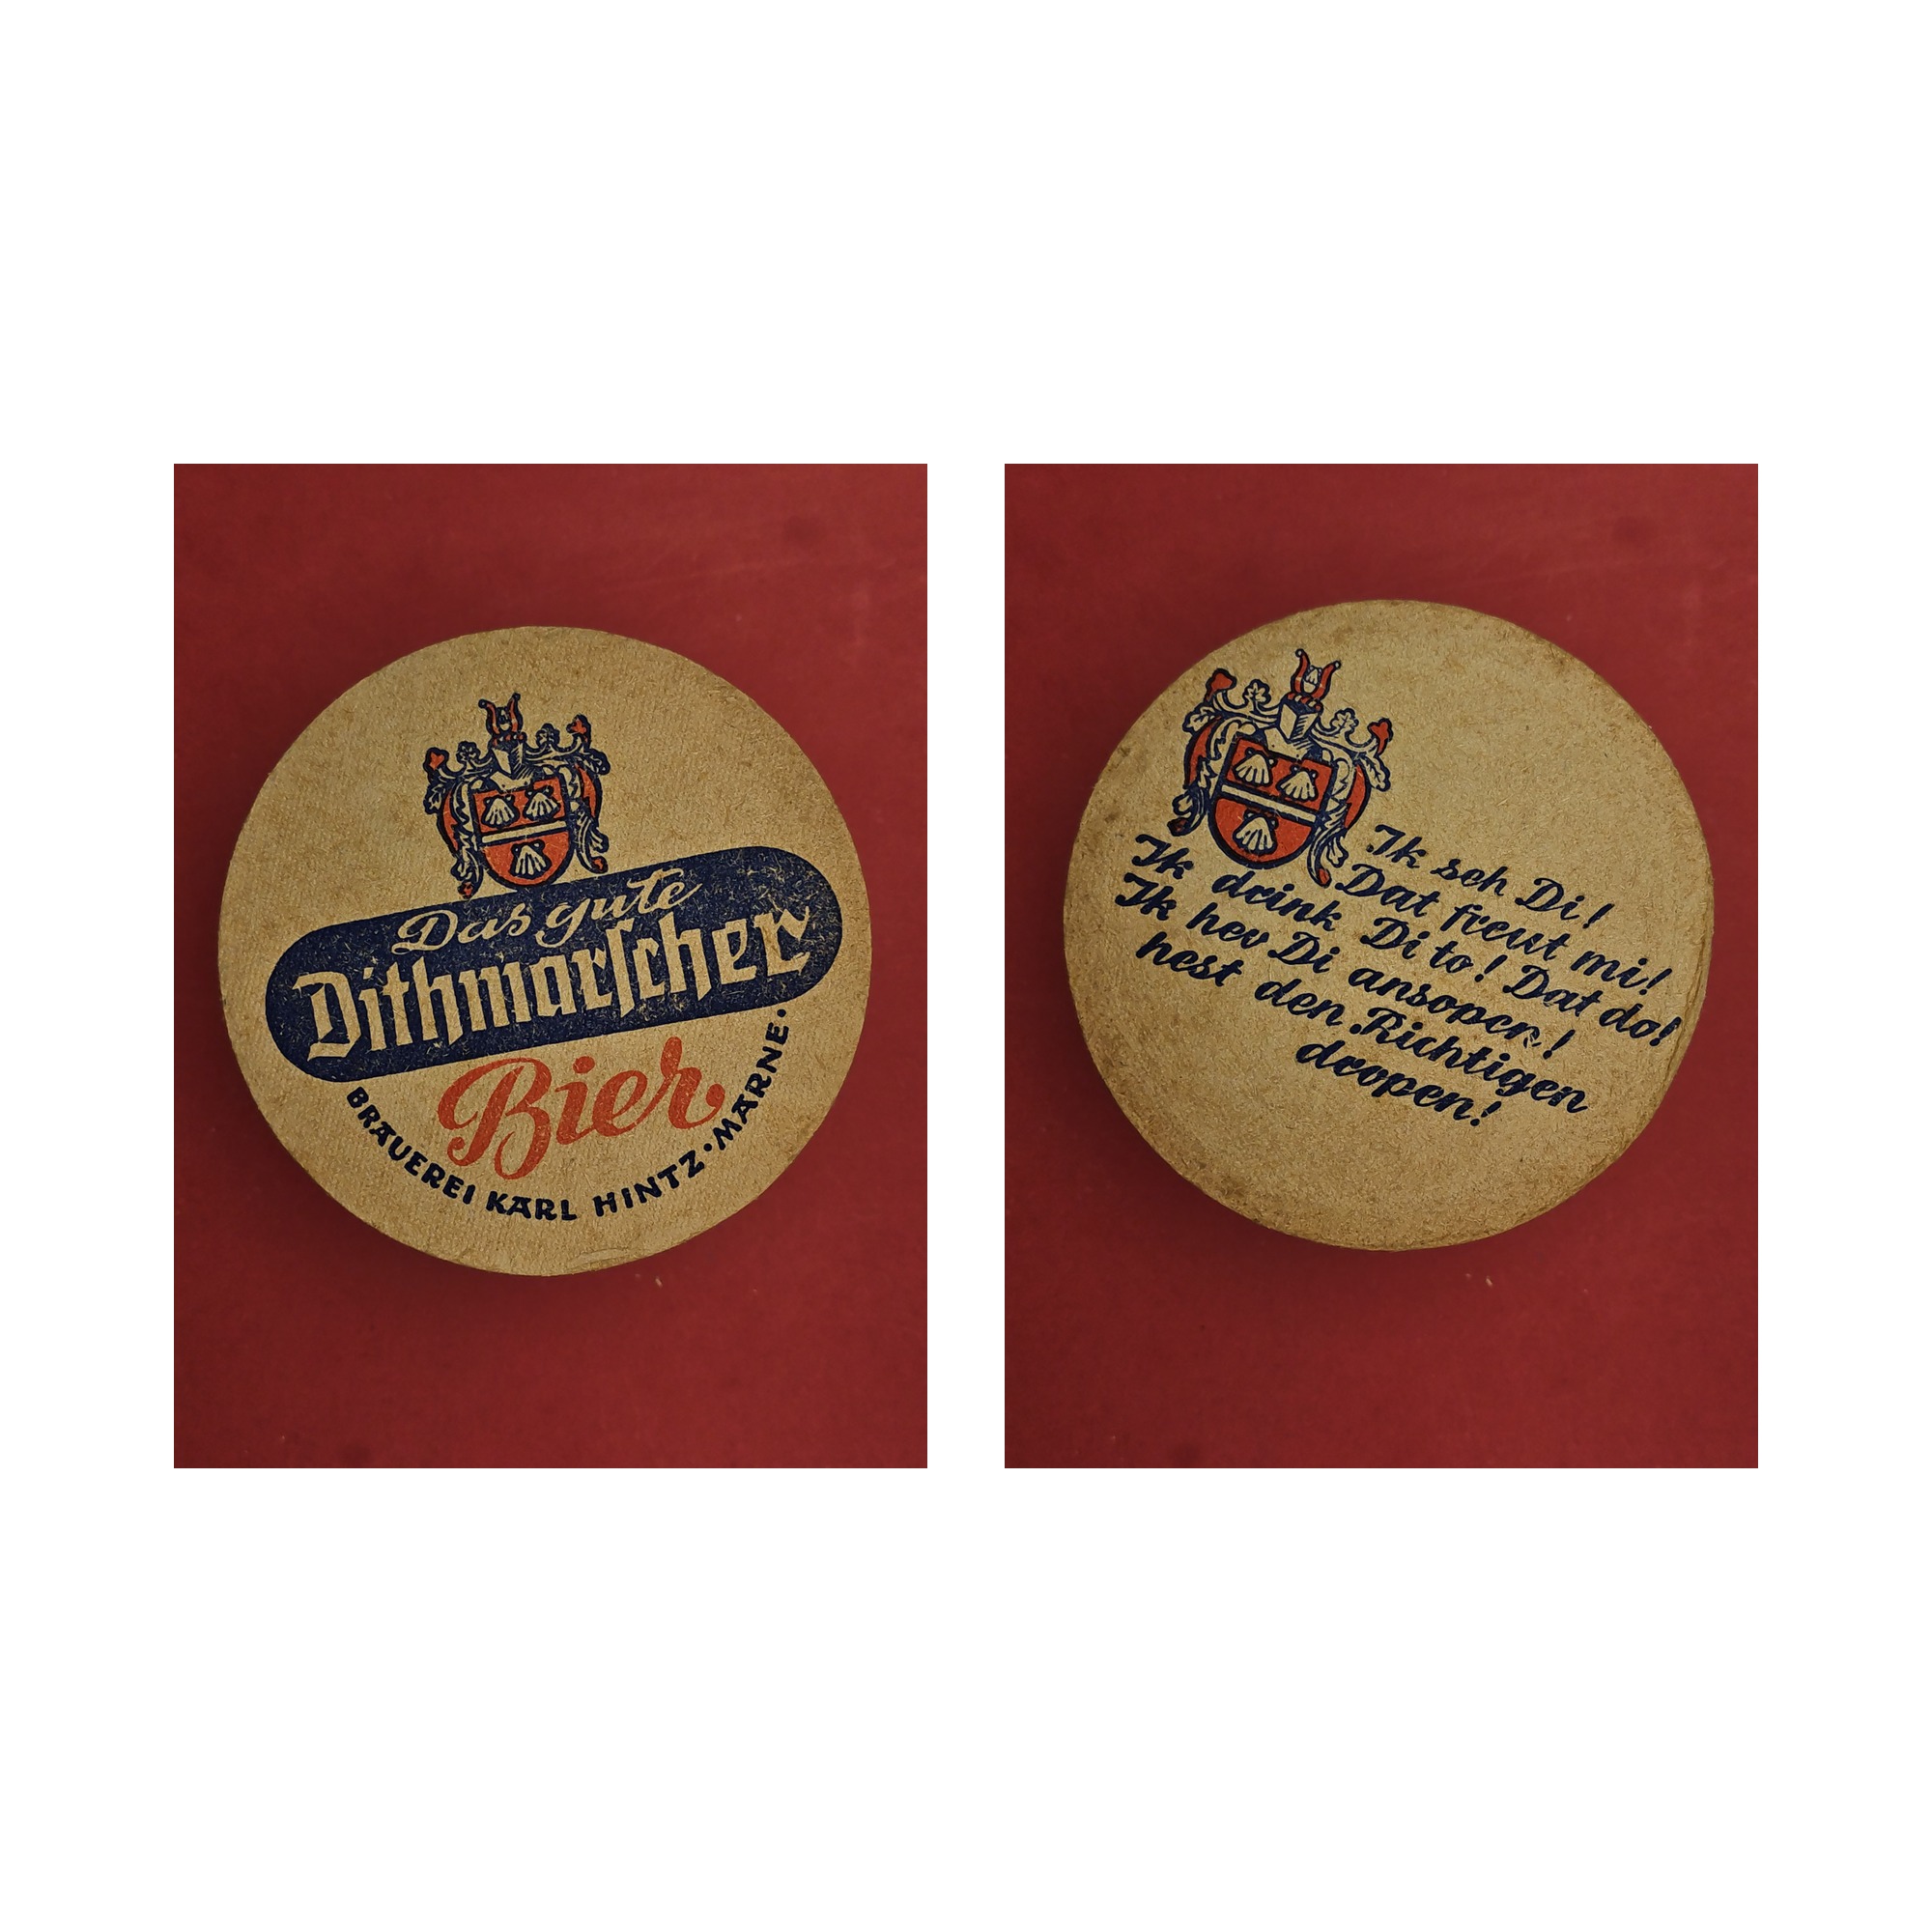 Das gute
Dithmarſcher
Bier
BRAUEREI KARL HINTZ · MARNE ·
Ik seh Di!
Dat freut mi!
Ik drink Di to! Dat do!
Ik hev Di ansopen!
hest den Richtigen
dropen!